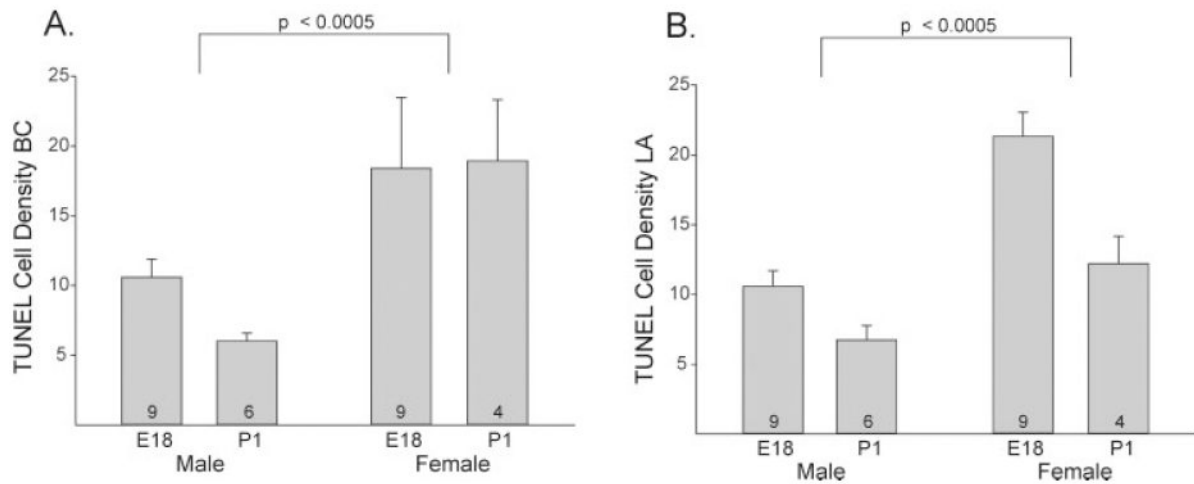 A.
p < 0.0005
TUNEL Cell Density BC
25
20
15
10
5
9
6
9
4
E18
P1
E18
P1
Male
Female
B.
p < 0.0005
TUNEL Cell Density LA
25
20
15
10
5
9
6
9
4
E18
P1
E18
P1
Male
Female